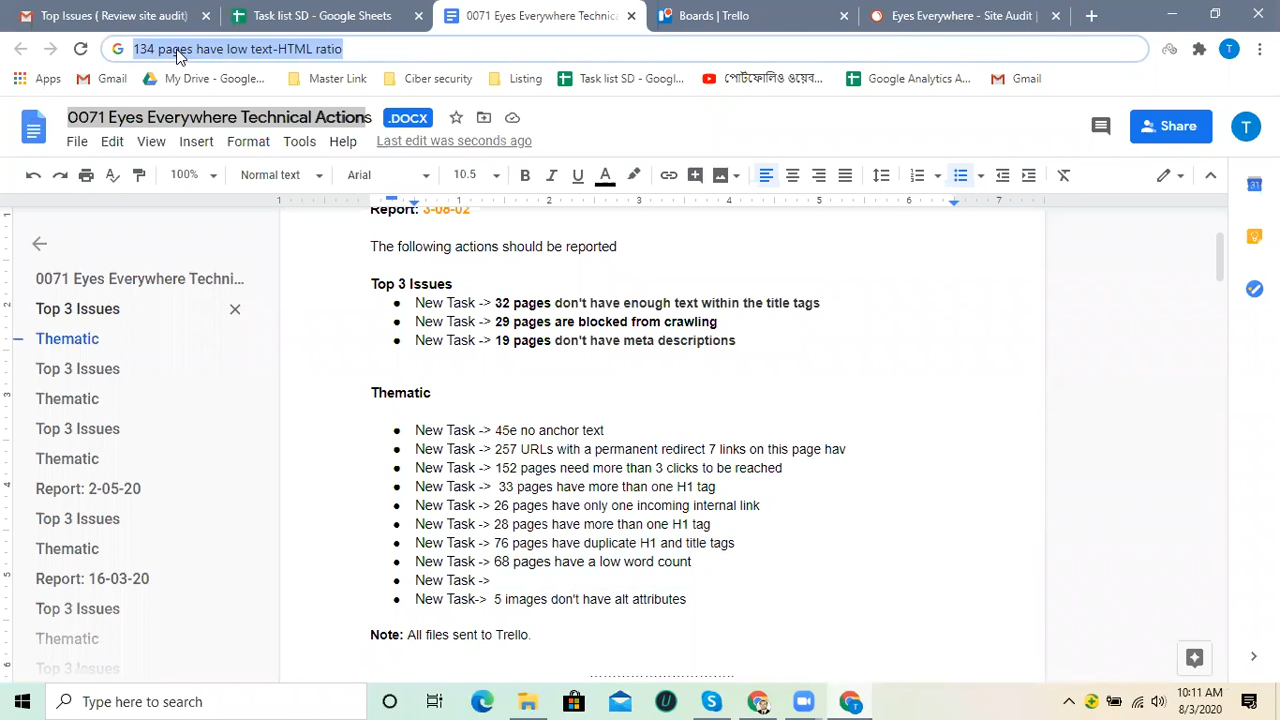 Top Issues ( Review site audit)
Task list SD - Google Sheets
0071 Eyes Everywhere Technic
Boards | Trello
Eyes Everywhere - Site Audit |
134 pages have low text-HTML ratio
Apps
Gmail
My Drive - Google...
Master Link
Ciber security
Listing
Task list SD - Googl...
পোর্টফোলিও ওয়েব...
Google Analytics A...
Gmail
0071 Eyes Everywhere Technical Actions
.DOCX
Share
T
File Edit View Insert Format Tools Help Last edit was seconds ago
100% Normal text Arial 10.5
Report: 3-08-02
The following actions should be reported
Top 3 Issues
New Task -> 32 pages don't have enough text within the title tags
New Task -> 29 pages are blocked from crawling
New Task -> 19 pages don't have meta descriptions
Thematic
New Task -> 45e no anchor text
New Task -> 257 URLs with a permanent redirect 7 links on this page hav
New Task -> 152 pages need more than 3 clicks to be reached
New Task -> 33 pages have more than one H1 tag
New Task -> 26 pages have only one incoming internal link
New Task -> 28 pages have more than one H1 tag
New Task -> 76 pages have duplicate H1 and title tags
New Task -> 68 pages have a low word count
New Task ->
New Task-> 5 images don't have alt attributes
Note: All files sent to Trello.
0071 Eyes Everywhere Techni...
Top 3 Issues
Thematic
Top 3 Issues
Thematic
Top 3 Issues
Thematic
Report: 2-05-20
Top 3 Issues
Thematic
Report: 16-03-20
Top 3 Issues
Thematic
Top 3 Issues
Type here to search
10:11 AM
8/3/2020